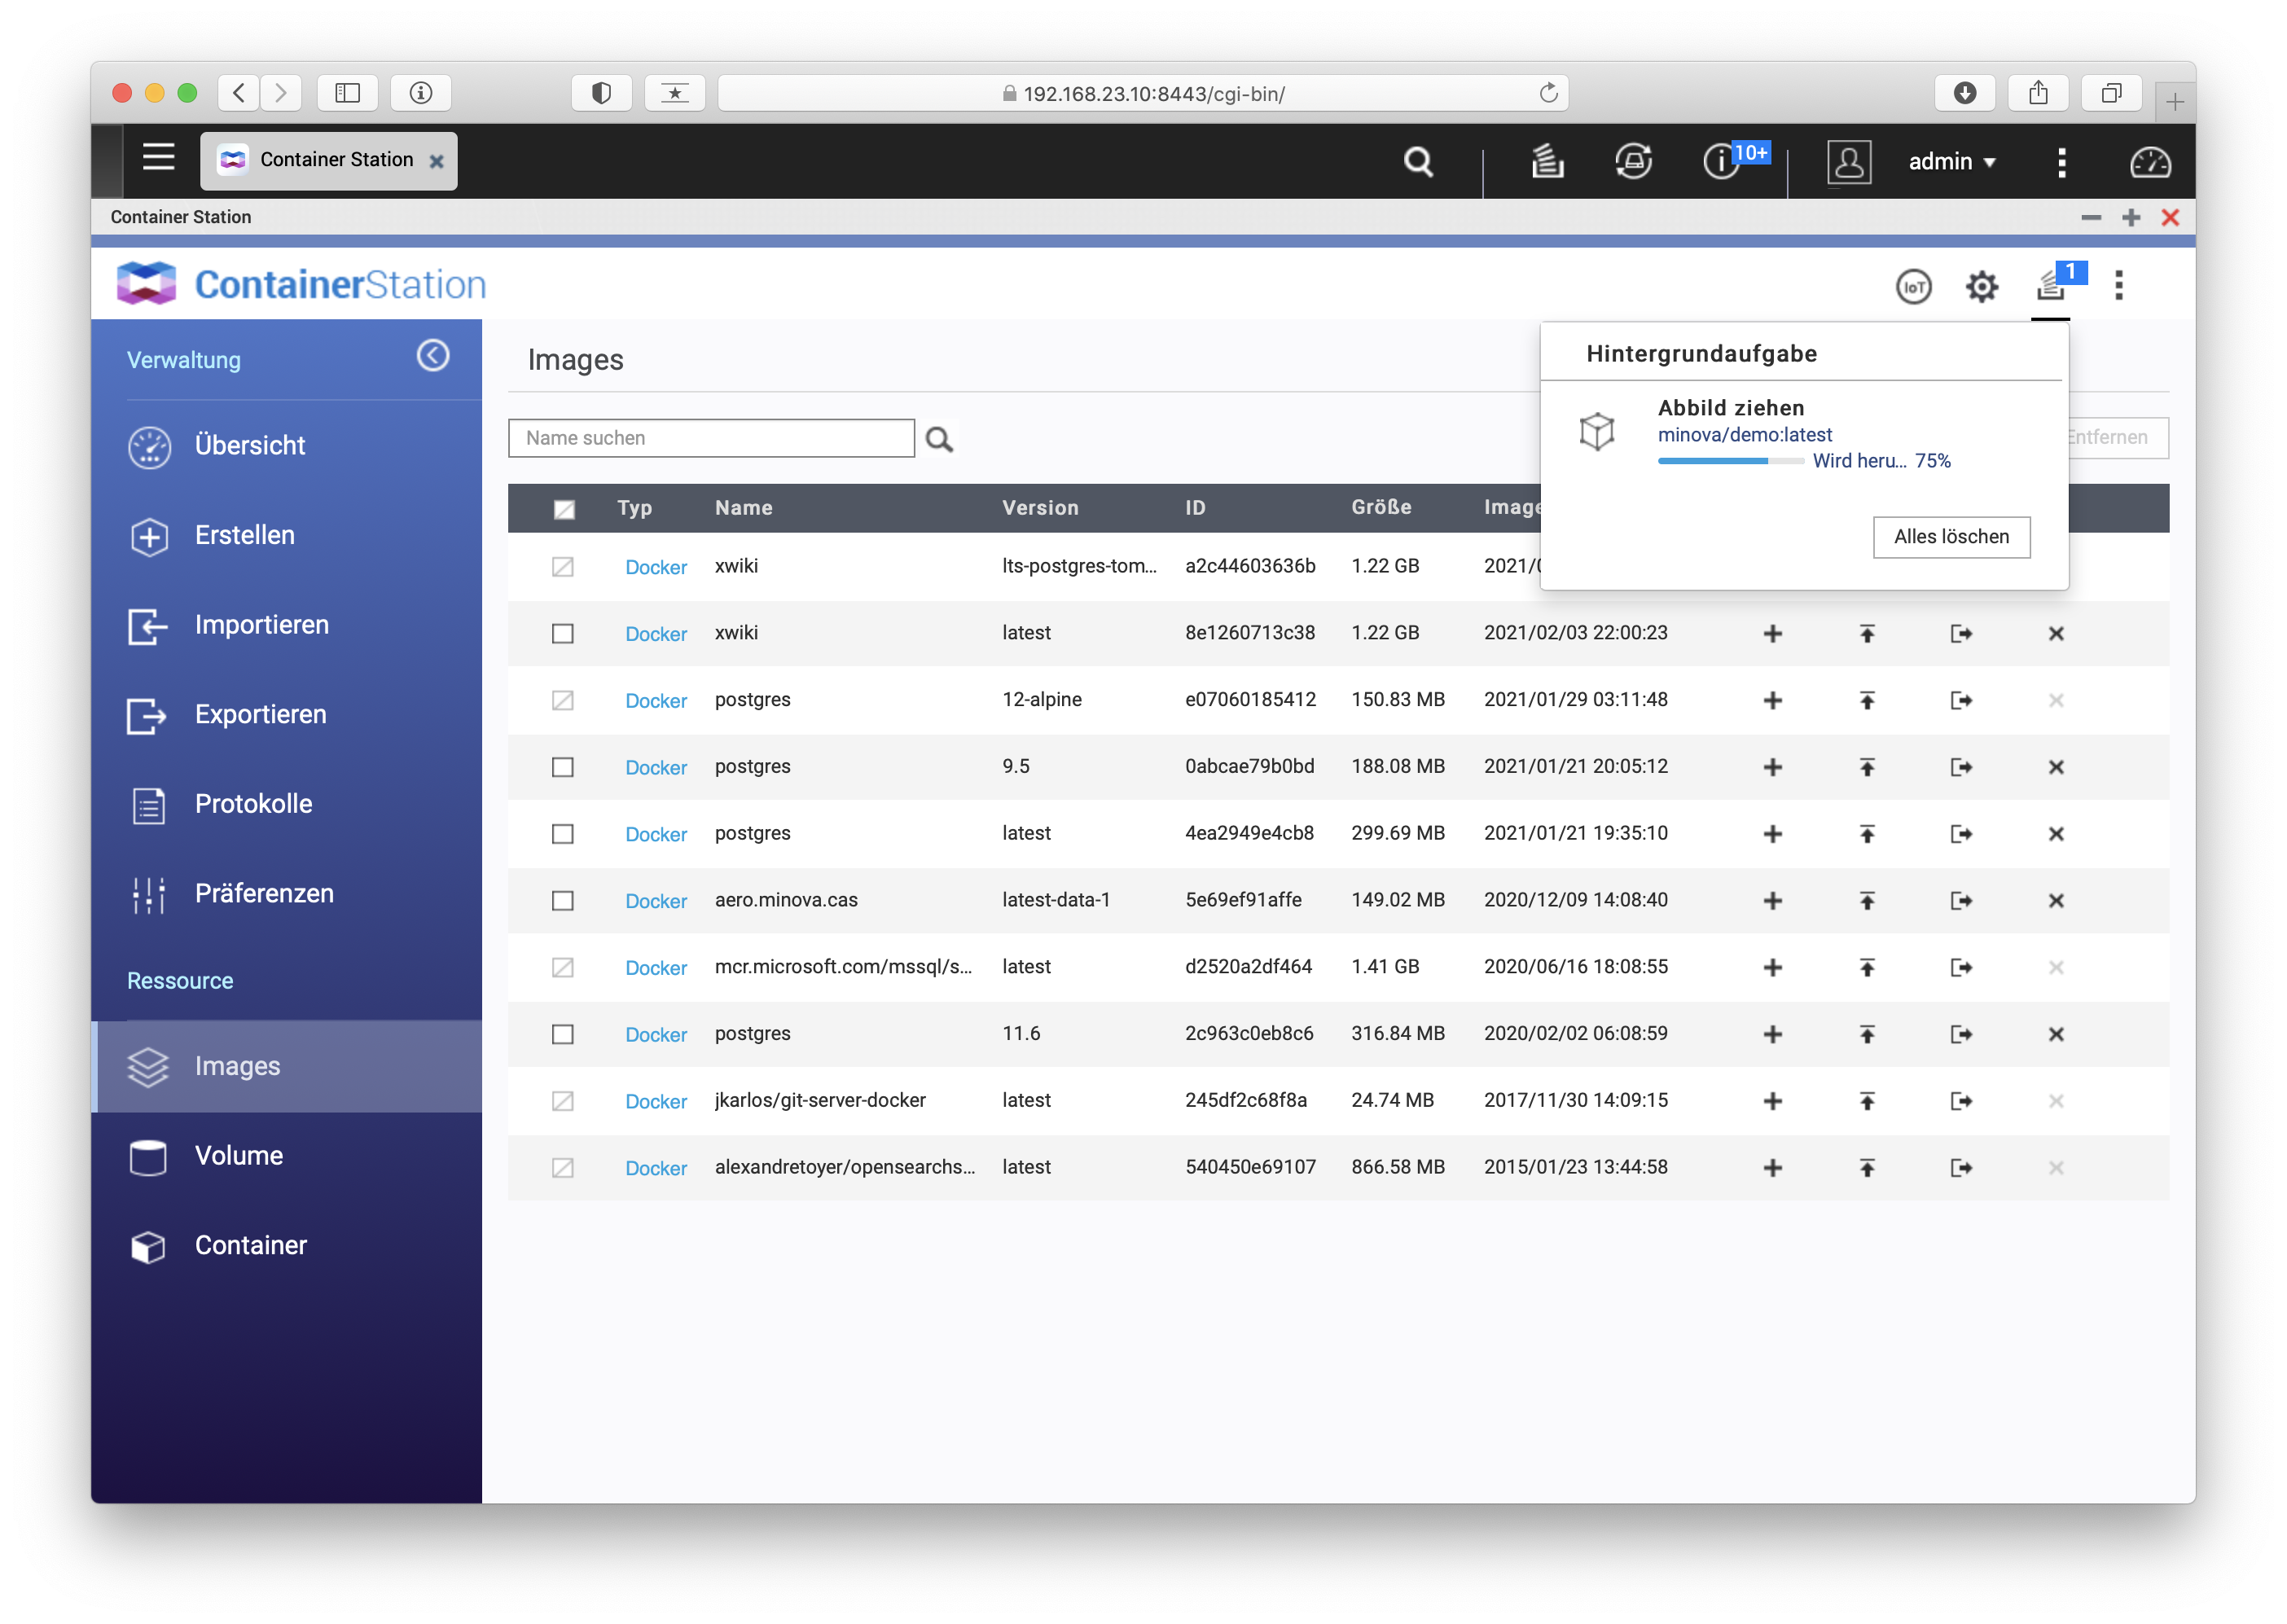 192.168.23.10:8443/cgi-bin/
Container Station
10+
admin
Container Station
ContainerStation
IoT
1
Verwaltung
Übersicht
Erstellen
Importieren
Exportieren
Protokolle
Präferenzen
Ressource
Images
Volume
Container
Images
Name suchen
Entfernen
Hintergrundaufgabe
Abbild ziehen
minova/demo:latest
Wird heru... 75%
Alles löschen
Typ Name Version ID Größe Image
Docker xwiki lts-postgres-tom... a2c44603636b 1.22 GB 2021/0
Docker xwiki latest 8e1260713c38 1.22 GB 2021/02/03 22:00:23
Docker postgres 12-alpine e07060185412 150.83 MB 2021/01/29 03:11:48
Docker postgres 9.5 0abcae79b0bd 188.08 MB 2021/01/21 20:05:12
Docker postgres latest 4ea2949e4cb8 299.69 MB 2021/01/21 19:35:10
Docker aero.minova.cas latest-data-1 5e69ef91affe 149.02 MB 2020/12/09 14:08:40
Docker mcr.microsoft.com/mssql/s... latest d2520a2df464 1.41 GB 2020/06/16 18:08:55
Docker postgres 11.6 2c963c0eb8c6 316.84 MB 2020/02/02 06:08:59
Docker jkarlos/git-server-docker latest 245df2c68f8a 24.74 MB 2017/11/30 14:09:15
Docker alexandretoyer/opensearchs... latest 540450e69107 866.58 MB 2015/01/23 13:44:58